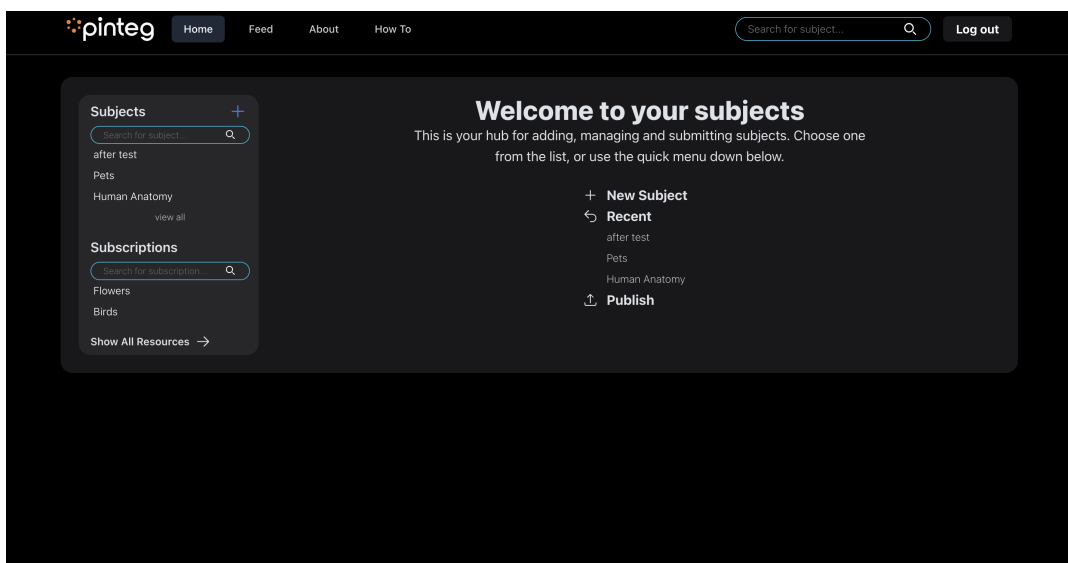 pinteg
Home
Feed
About
How To
Search for subject...
Log out
Subjects
Search for subject...
after test
Pets
Human Anatomy
view all
Subscriptions
Search for subscription...
Flowers
Birds
Show All Resources
Welcome to your subjects
This is your hub for adding, managing and submitting subjects. Choose one
from the list, or use the quick menu down below.
New Subject
Recent
after test
Pets
Human Anatomy
Publish